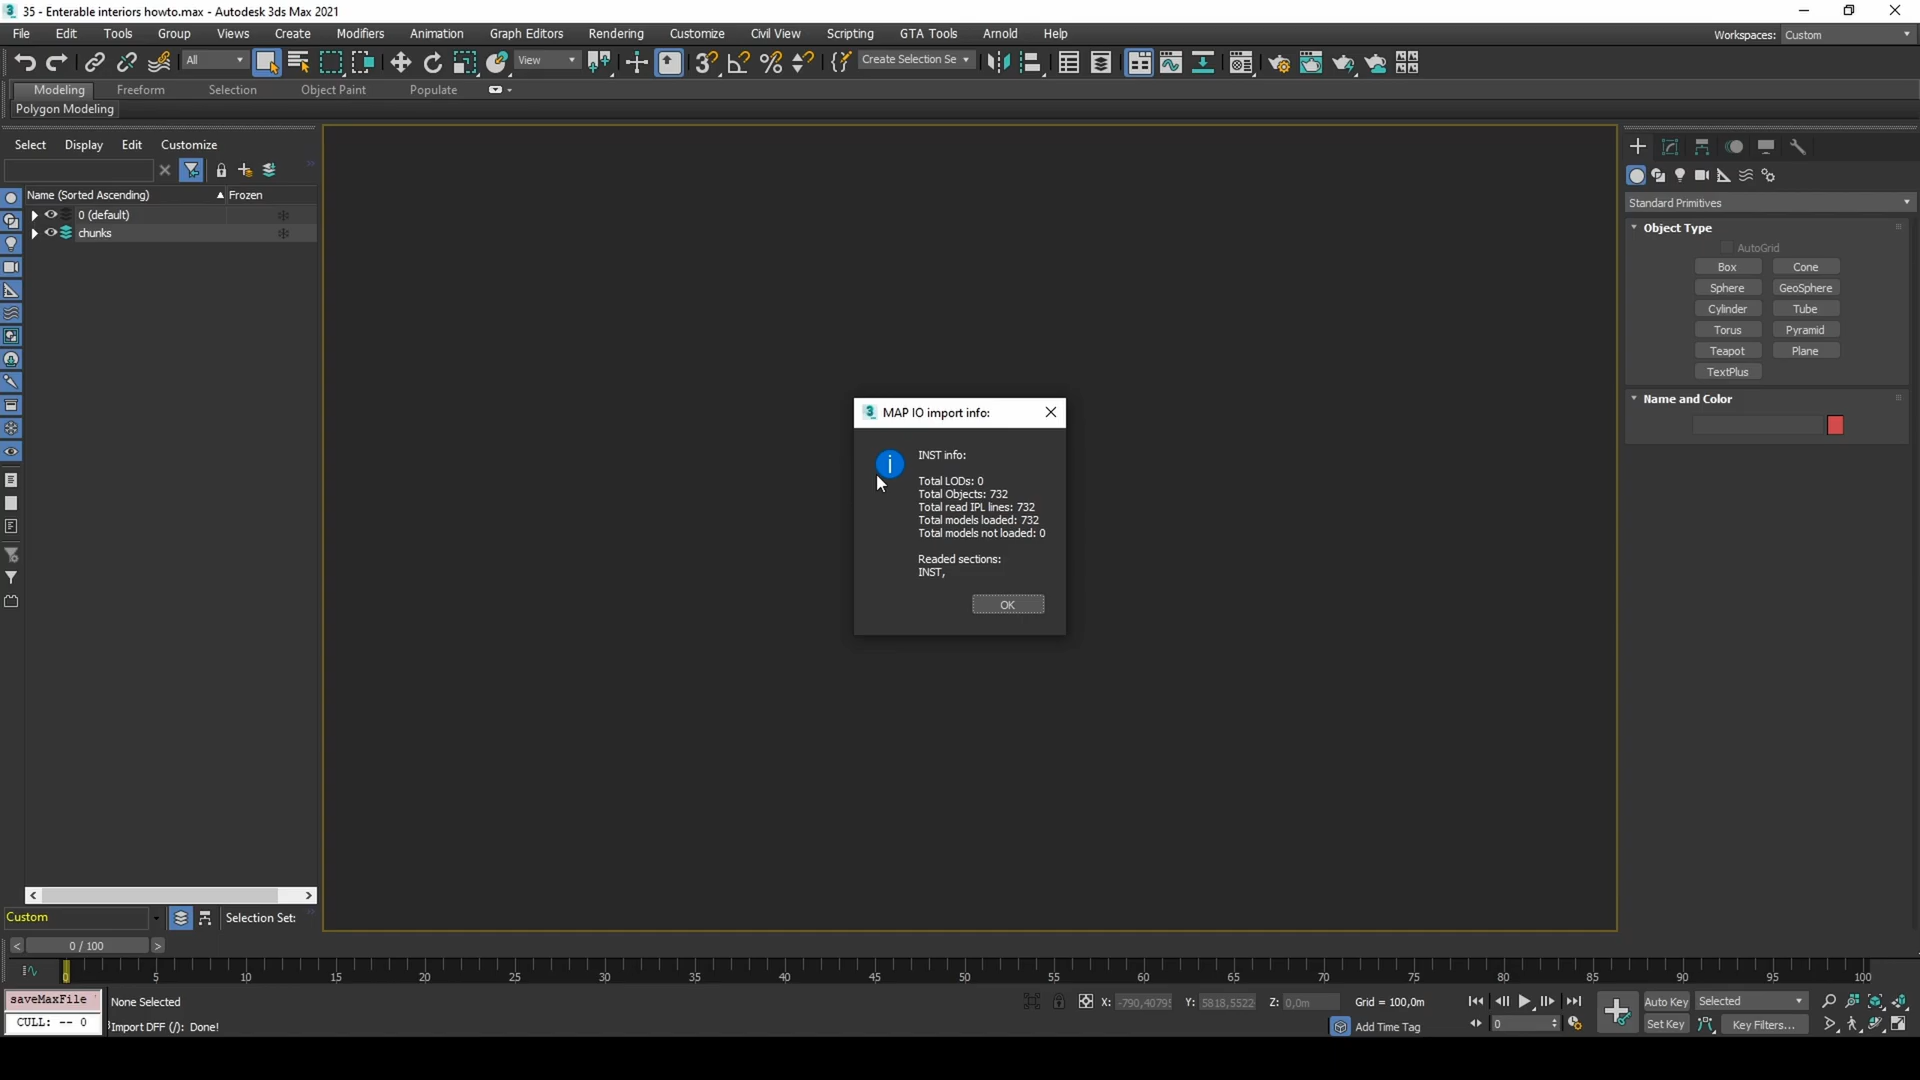 35 - Enterable interiors howto.max - Autodesk 3ds Max 2021
File Edit Tools Group Views Create Modifiers Animation Graph Editors Rendering Customize Civil View Scripting GTA Tools Arnold Help Workspaces: Custom
All View Create Selection Se
Modeling Freeform Selection Object Paint Populate
Polygon Modeling
Select Display Edit Customize
Name (Sorted Ascending) Frozen
0 (default)
chunks
Standard Primitives
Object Type
AutoGrid
Box Cone
Sphere GeoSphere
Cylinder Tube
Torus Pyramid
Teapot Plane
TextPlus
Name and Color
MAP IO import info:
INST info:
Total LODs: 0
Total Objects: 732
Total read IPL lines: 732
Total models loaded: 732
Total models not loaded: 0
Readed sections:
INST,
OK
Custom Selection Set:
< 0 / 100 >
0 5 10 15 20 25 30 35 40 45 50 55 60 65 70 75 80 85 90 95 100
saveMaxFile None Selected X: -790,4079 Y: 5818,5522 Z: 0,0m Grid = 100,0m Auto Key Selected
CULL: -- 0 Import DFF (/): Done! Add Time Tag 0 Set Key Key Filters...